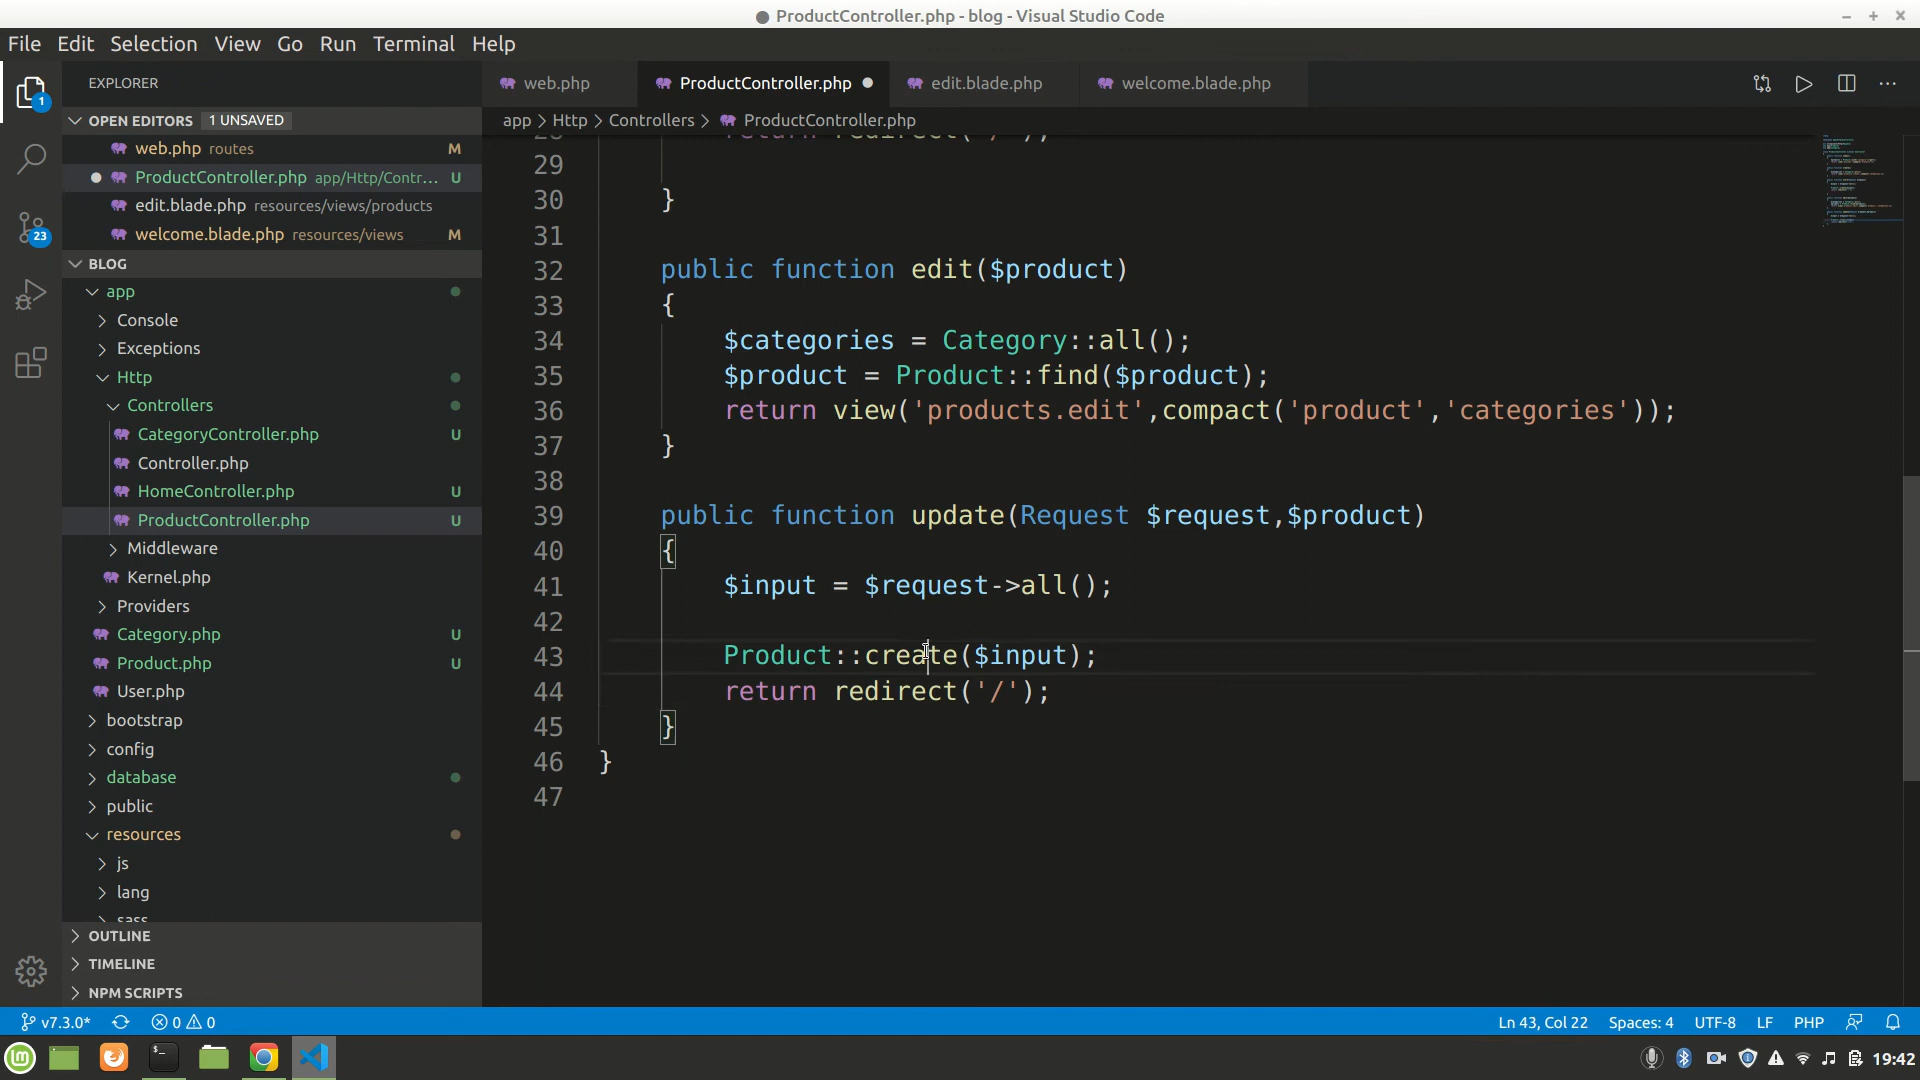 ProductController.php - blog - Visual Studio Code
File Edit Selection View Go Run Terminal Help
EXPLORER
web.php
ProductController.php
edit.blade.php
welcome.blade.php
OPEN EDITORS 1 UNSAVED
app > Http > Controllers > ProductController.php
web.php routes M
ProductController.php app/Http/Contr... U
edit.blade.php resources/views/products
welcome.blade.php resources/views M
1
23
BLOG
app
Console
Exceptions
Http
Controllers
CategoryController.php U
Controller.php
HomeController.php U
ProductController.php U
Middleware
Kernel.php
Providers
Category.php U
Product.php U
User.php
bootstrap
config
database
public
resources
js
lang
sass
OUTLINE
TIMELINE
NPM SCRIPTS
28 return redirect('/');
29
30 }
31
32 public function edit($product)
33 {
34 $categories = Category::all();
35 $product = Product::find($product);
36 return view('products.edit',compact('product','categories'));
37 }
38
39 public function update(Request $request,$product)
40 {
41 $input = $request->all();
42
43 Product::create($input);
44 return redirect('/');
45 }
46 }
47
v7.3.0* 0 0 Ln 43, Col 22 Spaces: 4 UTF-8 LF PHP
19:42